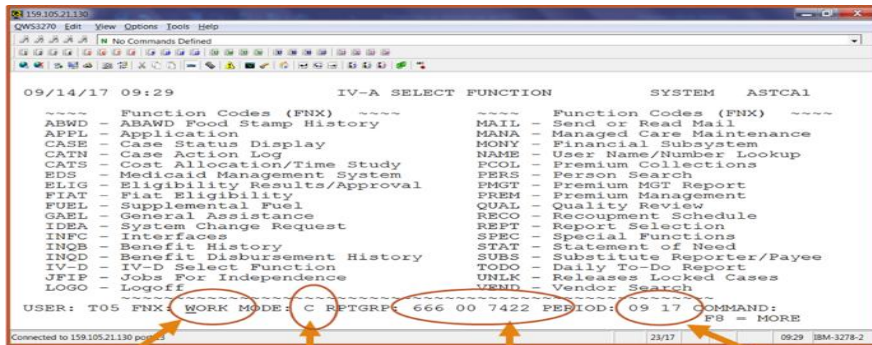 159.105.21.130
QWS3270 Edit View Options Tools Help
No Commands Defined
09/14/17 09:29 IV-A SELECT FUNCTION SYSTEM ASTCA1
~~~~ Function Codes (FNX) ~~~~ ~~~~ Function Codes (FNX) ~~~~
ABWD - ABAWD Food Stamp History MAIL - Send or Read Mail
APPL - Application MANA - Managed Care Maintenance
CASE - Case Status Display MONY - Financial Subsystem
CATN - Case Action Log NAME - User Name/Number Lookup
CATS - Cost Allocation/Time Study PCOL - Premium Collections
EDS - Medicaid Management System PERS - Person Search
ELIG - Eligibility Results/Approval PMGT - Premium MGT Report
FIAT - Fiat Eligibility PREM - Premium Management
FUEL - Supplemental Fuel QUAL - Quality Review
GAEL - General Assistance RECO - Recoupment Schedule
IDEA - System Change Request REPT - Report Selection
INFC - Interfaces SPEC - Special Functions
INQB - Benefit History STAT - Statement of Need
INQD - Benefit Disbursement History SUBS - Substitute Reporter/Payee
IV-D - IV-D Select Function TODO - Daily To-Do Report
JFIP - Jobs For Independence UNLK - Releases Locked Cases
LOGO - Logoff VEND - Vendor Search
USER: T05 FNX: WORK MODE: C RPTGRP: 666 00 7422 PERIOD: 09 17 COMMAND:
F8 = MORE
Connected to 159.105.21.130 port 23/17 09:29 IBM-3278-2